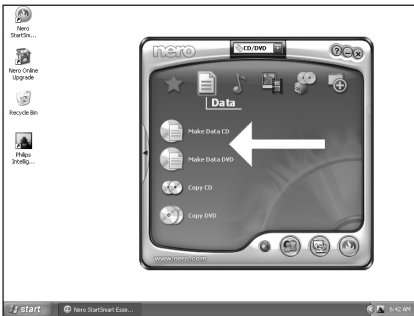 Nero
StartSm...
Nero Online
Upgrade
Recycle Bin
Philips
Intellig...
nero
CD/DVD
Data
Make Data CD
Make Data DVD
Copy CD
Copy DVD
www.nero.com
start
Nero StartSmart Esse...
6:42 AM